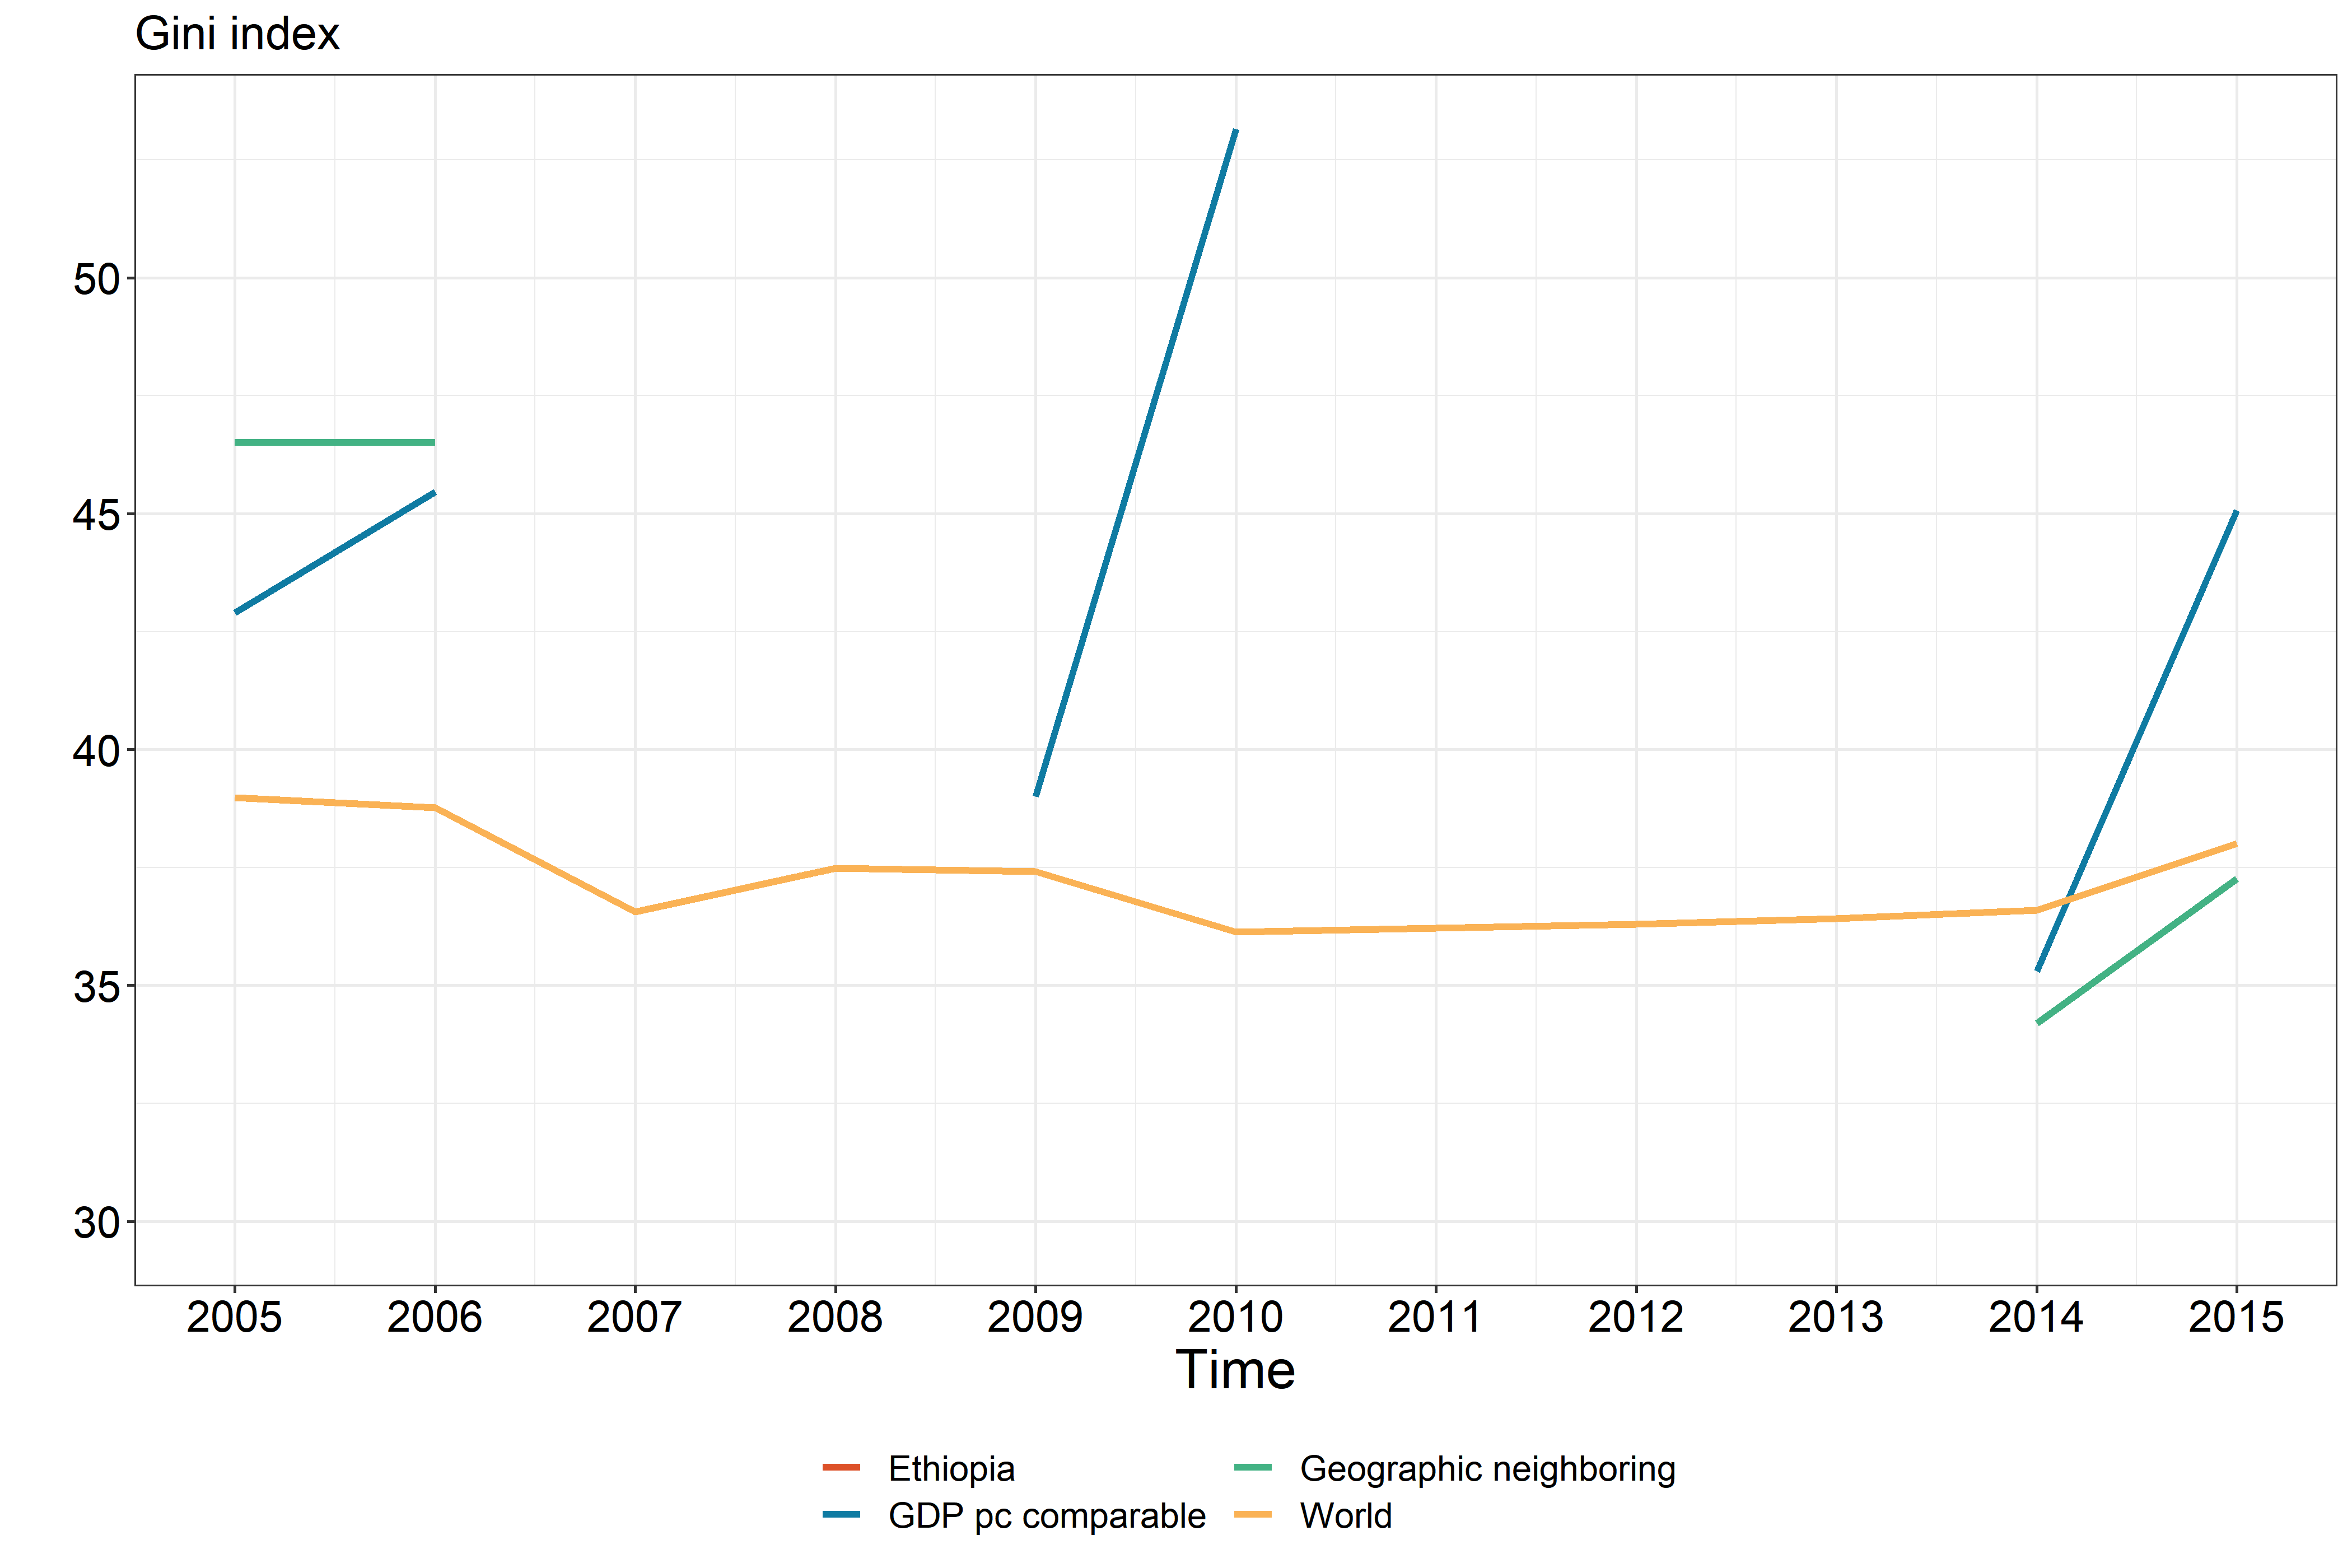 Gini index
50
45
40
35
30
2005 2006 2007 2008 2009 2010 2011 2012 2013 2014 2015
Time
Ethiopia Geographic neighboring
GDP pc comparable World